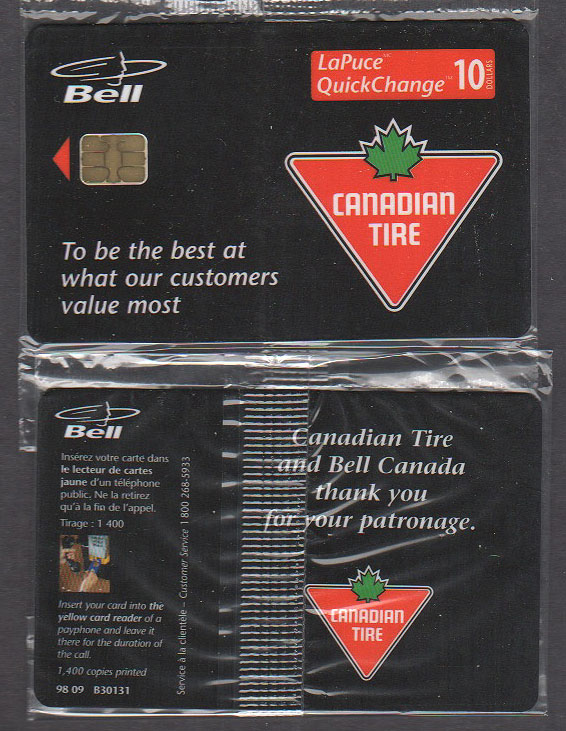 Bell
LaPuce MC
QuickChange TM
10 DOLLARS
CANADIAN
TIRE
To be the best at
what our customers
value most
Bell
Insérez votre carte dans
le lecteur de cartes
jaune d'un téléphone
public. Ne la retirez
qu'à la fin de l'appel.
Tirage : 1 400
Insert your card into the
yellow card reader of a
payphone and leave it
there for the duration of
the call.
1,400 copies printed
98 09 B30131
Service à la clientèle – Customer Service 1 800 268-5933
Canadian Tire
and Bell Canada
thank you
for your patronage.
CANADIAN
TIRE